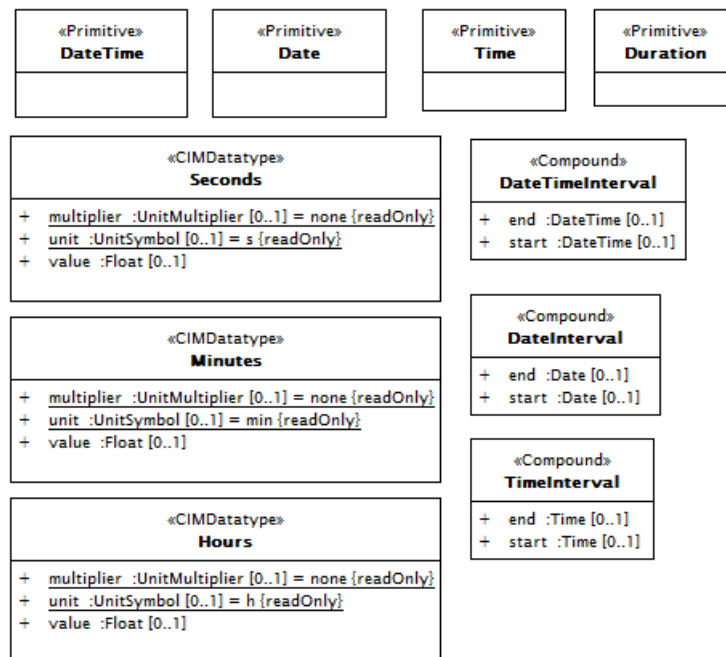 «Primitive»
DateTime
«Primitive»
Date
«Primitive»
Time
«Primitive»
Duration
«CIMDatatype»
Seconds
+ multiplier :UnitMultiplier [0..1] = none {readOnly}
+ unit :UnitSymbol [0..1] = s {readOnly}
+ value :Float [0..1]
«Compound»
DateTimeInterval
+ end :DateTime [0..1]
+ start :DateTime [0..1]
«CIMDatatype»
Minutes
+ multiplier :UnitMultiplier [0..1] = none {readOnly}
+ unit :UnitSymbol [0..1] = min {readOnly}
+ value :Float [0..1]
«Compound»
DateInterval
+ end :Date [0..1]
+ start :Date [0..1]
«Compound»
TimeInterval
+ end :Time [0..1]
+ start :Time [0..1]
«CIMDatatype»
Hours
+ multiplier :UnitMultiplier [0..1] = none {readOnly}
+ unit :UnitSymbol [0..1] = h {readOnly}
+ value :Float [0..1]